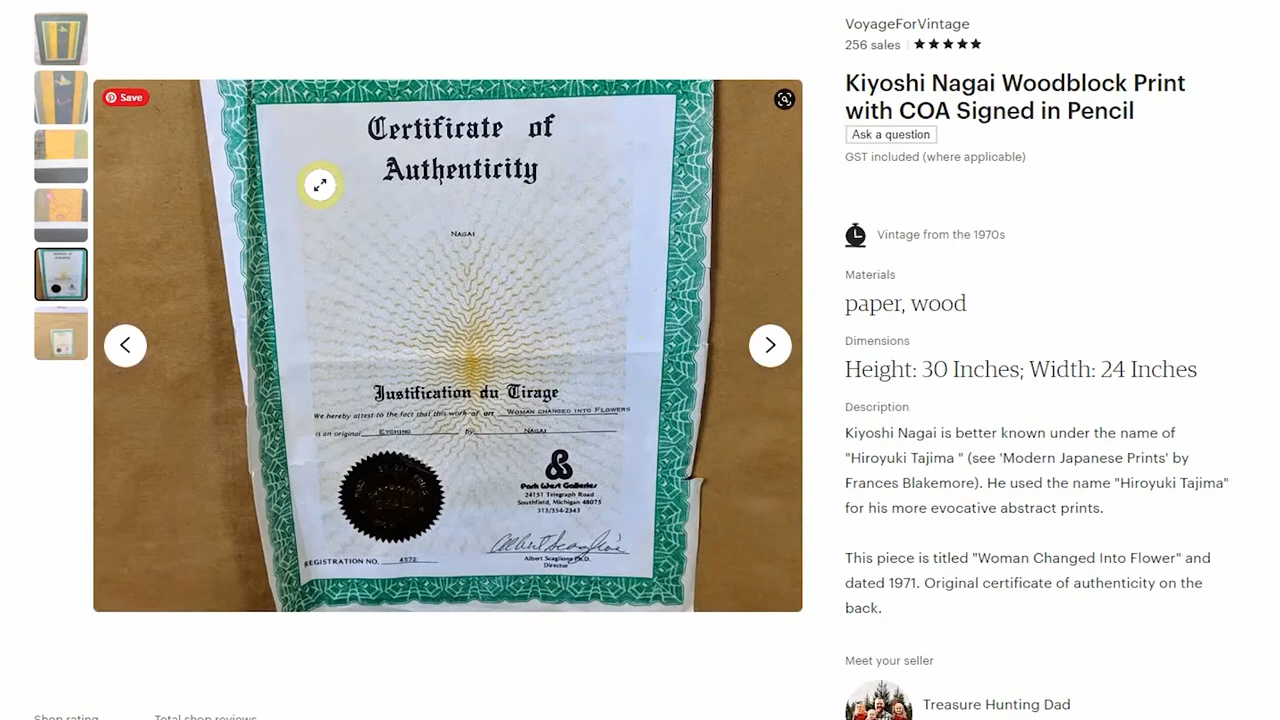 Save
Certificate of
Authenticity
NAGAI
Justification du Tirage
We hereby attest to the fact that this work of art WOMAN CHANGED INTO FLOWERS
is an original ETCHING by NAGAI
Park West Galleries
24151 Telegraph Road
Southfield, Michigan 48075
313/354-2343
Albert Scaglione Ph.D.
Director
REGISTRATION NO. 4572
VoyageForVintage
256 sales
Kiyoshi Nagai Woodblock Print
with COA Signed in Pencil
Ask a question
GST included (where applicable)
Vintage from the 1970s
Materials
paper, wood
Dimensions
Height: 30 Inches; Width: 24 Inches
Description
Kiyoshi Nagai is better known under the name of
"Hiroyuki Tajima " (see 'Modern Japanese Prints' by
Frances Blakemore). He used the name "Hiroyuki Tajima"
for his more evocative abstract prints.
This piece is titled "Woman Changed Into Flower" and
dated 1971. Original certificate of authenticity on the
back.
Meet your seller
Treasure Hunting Dad
Shop rating
Total shop reviews